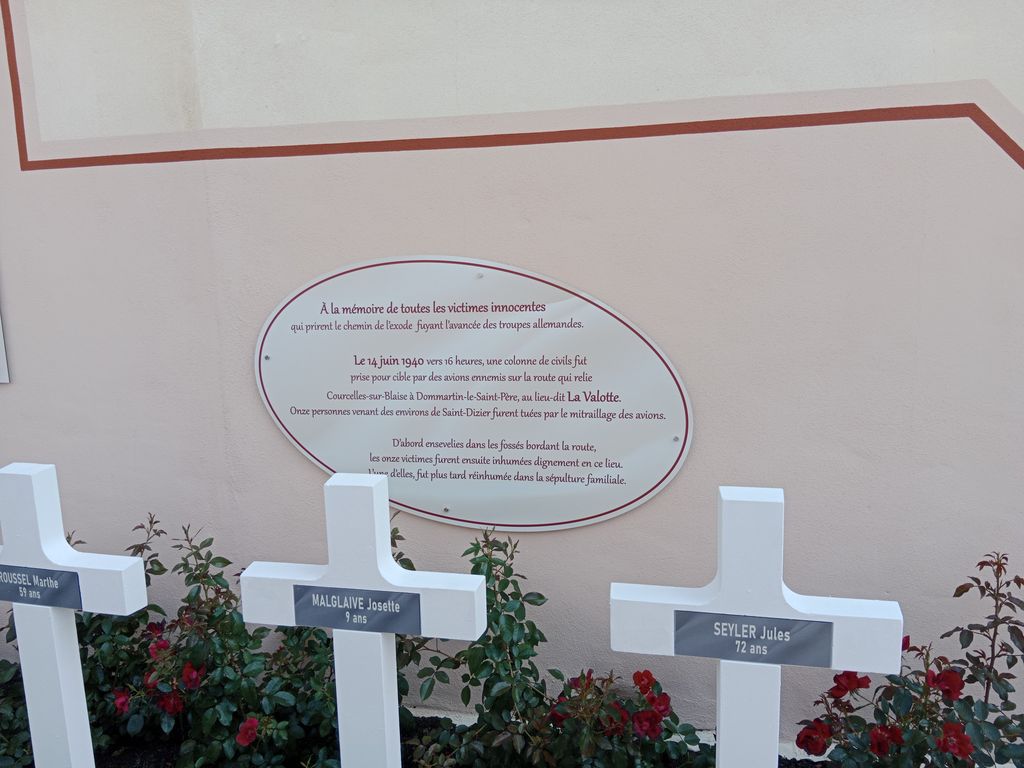 À la mémoire de toutes les victimes innocentes
qui prirent le chemin de l'exode fuyant l'avancée des troupes allemandes.
Le 14 juin 1940 vers 16 heures, une colonne de civils fut
prise pour cible par des avions ennemis sur la route qui relie
Courcelles-sur-Blaise à Dommartin-le-Saint-Père, au lieu-dit La Valotte.
Onze personnes venant des environs de Saint-Dizier furent tuées par le mitraillage des avions.
D'abord ensevelies dans les fossés bordant la route,
les onze victimes furent ensuite inhumées dignement en ce lieu.
L'une d'elles, fut plus tard réinhumée dans la sépulture familiale.
ROUSSEL Marthe
59 ans
MALGLAIVE Josette
9 ans
SEYLER Jules
72 ans